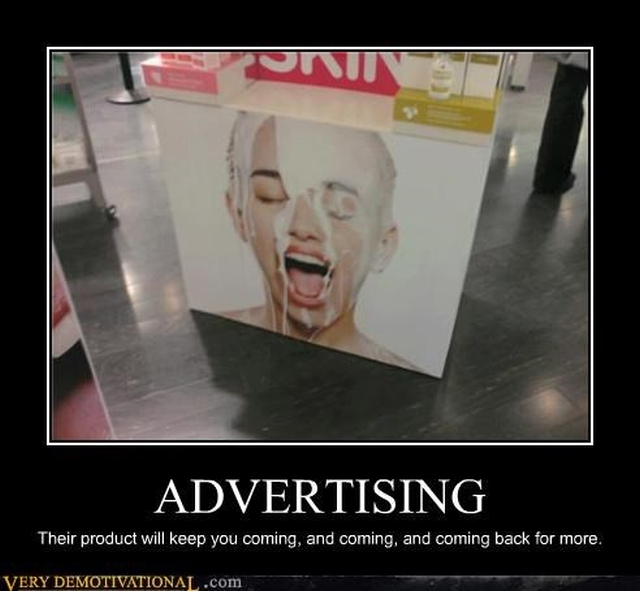 SKIN
ADVERTISING
Their product will keep you coming, and coming, and coming back for more.
VERY DEMOTIVATIONAL .com